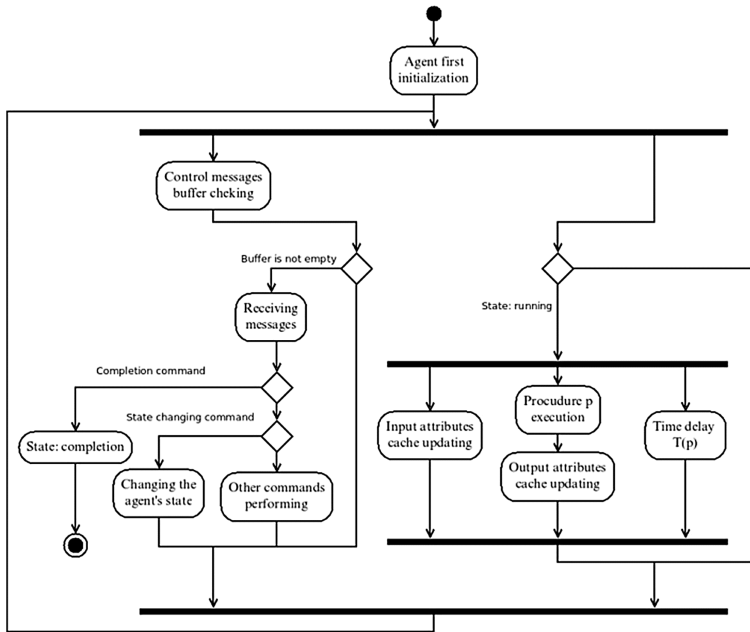 Agent first
initialization
Control messages
buffer cheking
Buffer is not empty
Receiving
messages
State: running
Completion command
State changing command
State: completion
Changing the
agent's state
Other commands
performing
Input attributes
cache updating
Procudure p
execution
Output attributes
cache updating
Time delay
T(p)